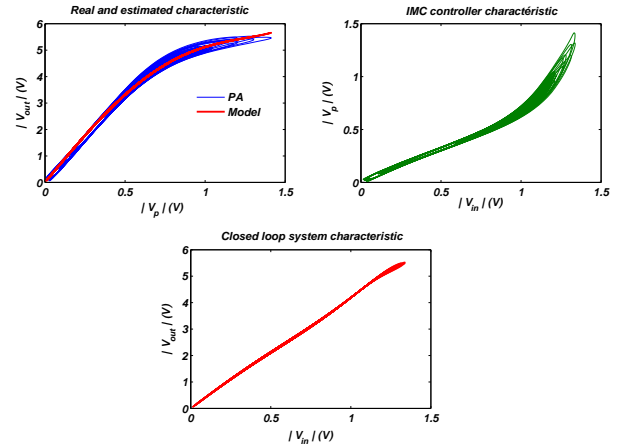 Real and estimated characteristic
6
5
4
3
2
1
0
0
0.5
1
1.5
| V_out | (V)
| V_p | (V)
PA
Model
IMC controller charactéristic
1.5
1
0.5
0
0
0.5
1
1.5
| V_p | (V)
| V_in | (V)
Closed loop system characteristic
6
5
4
3
2
1
0
0
0.5
1
1.5
| V_out | (V)
| V_in | (V)